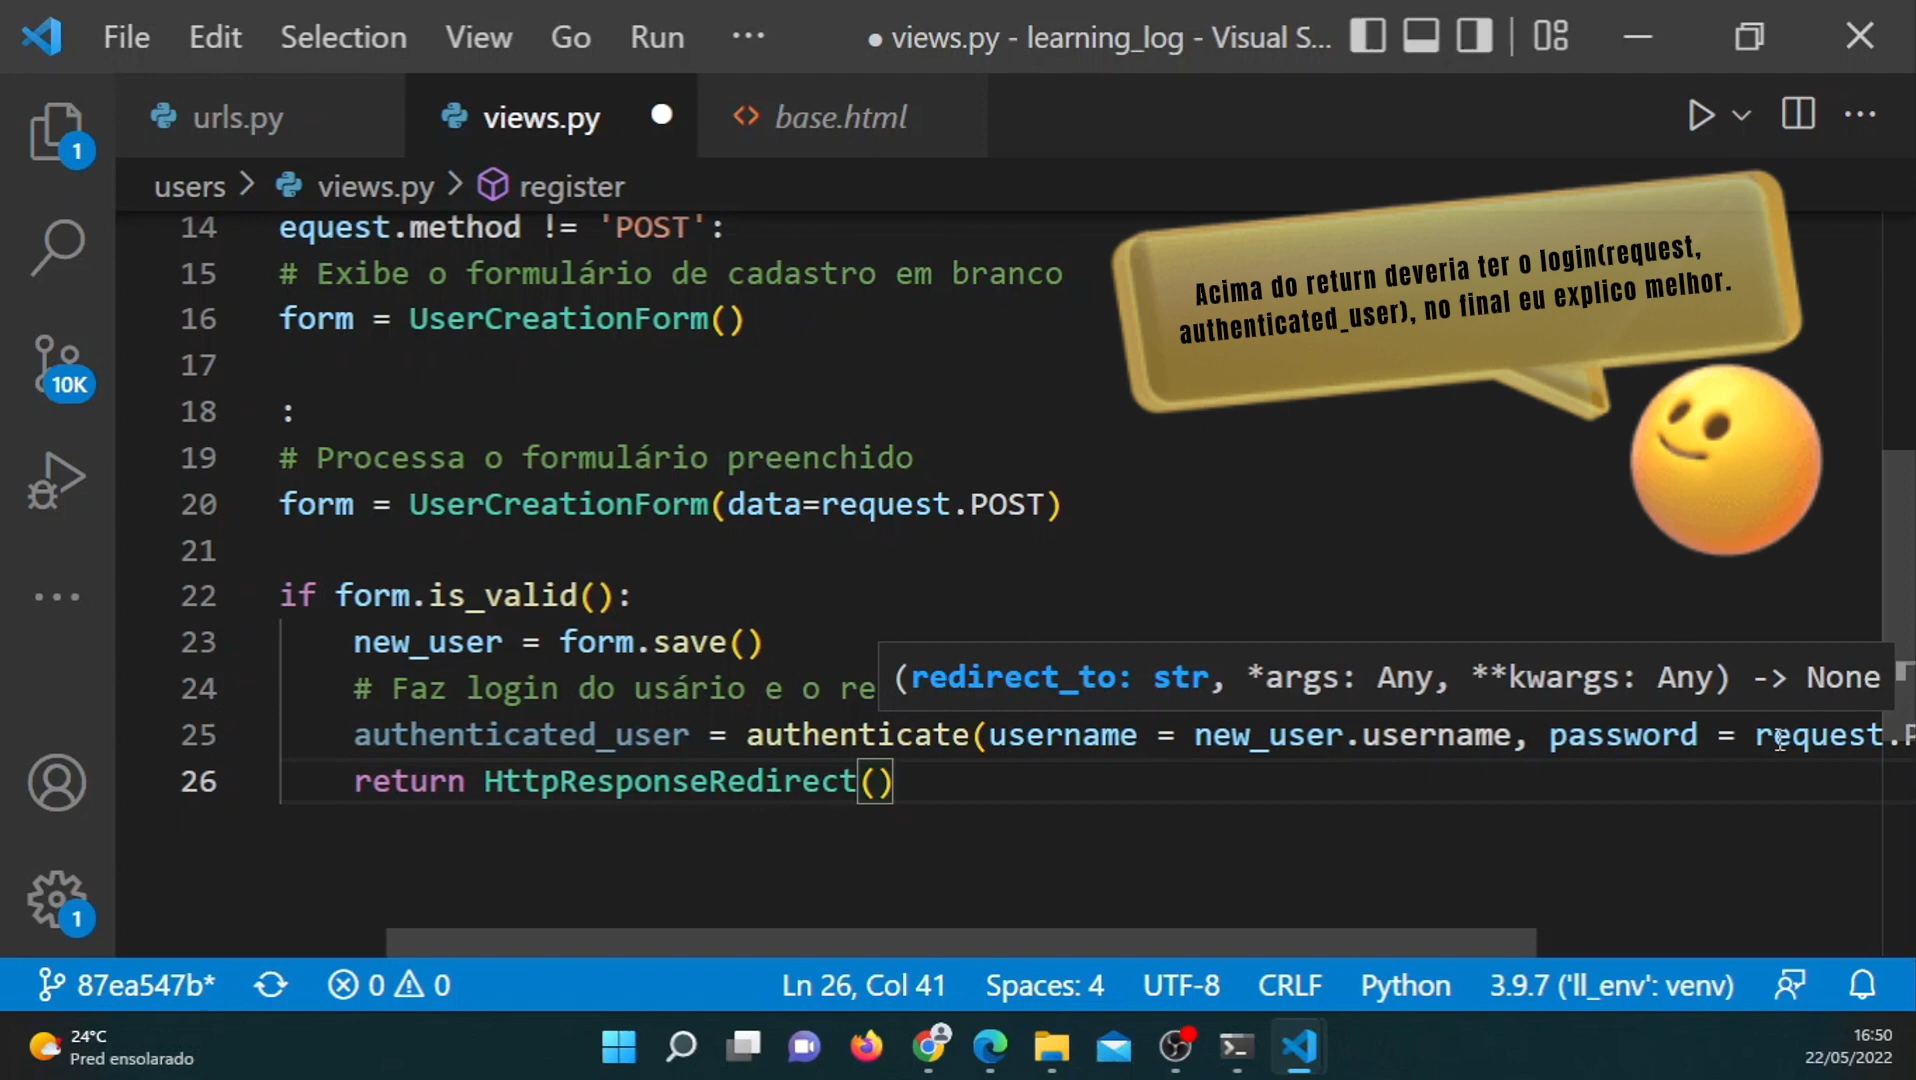 File Edit Selection View Go Run ··· ● views.py - learning_log - Visual S...
urls.py views.py ● base.html
1
users > views.py > register
14 equest.method != 'POST':
15 # Exibe o formulário de cadastro em branco
16 form = UserCreationForm()
17
18 :
19 # Processa o formulário preenchido
20 form = UserCreationForm(data=request.POST)
21
22 if form.is_valid():
23 new_user = form.save()
24 # Faz login do usário e o re
(redirect_to: str, *args: Any, **kwargs: Any) -> None
25 authenticated_user = authenticate(username = new_user.username, password = request.P
26 return HttpResponseRedirect()
Acima do return deveria ter o login(request,
authenticated_user), no final eu explico melhor.
10K
1
87ea547b* 0 0 Ln 26, Col 41 Spaces: 4 UTF-8 CRLF Python 3.9.7 ('ll_env': venv)
24°C
Pred ensolarado
16:50
22/05/2022